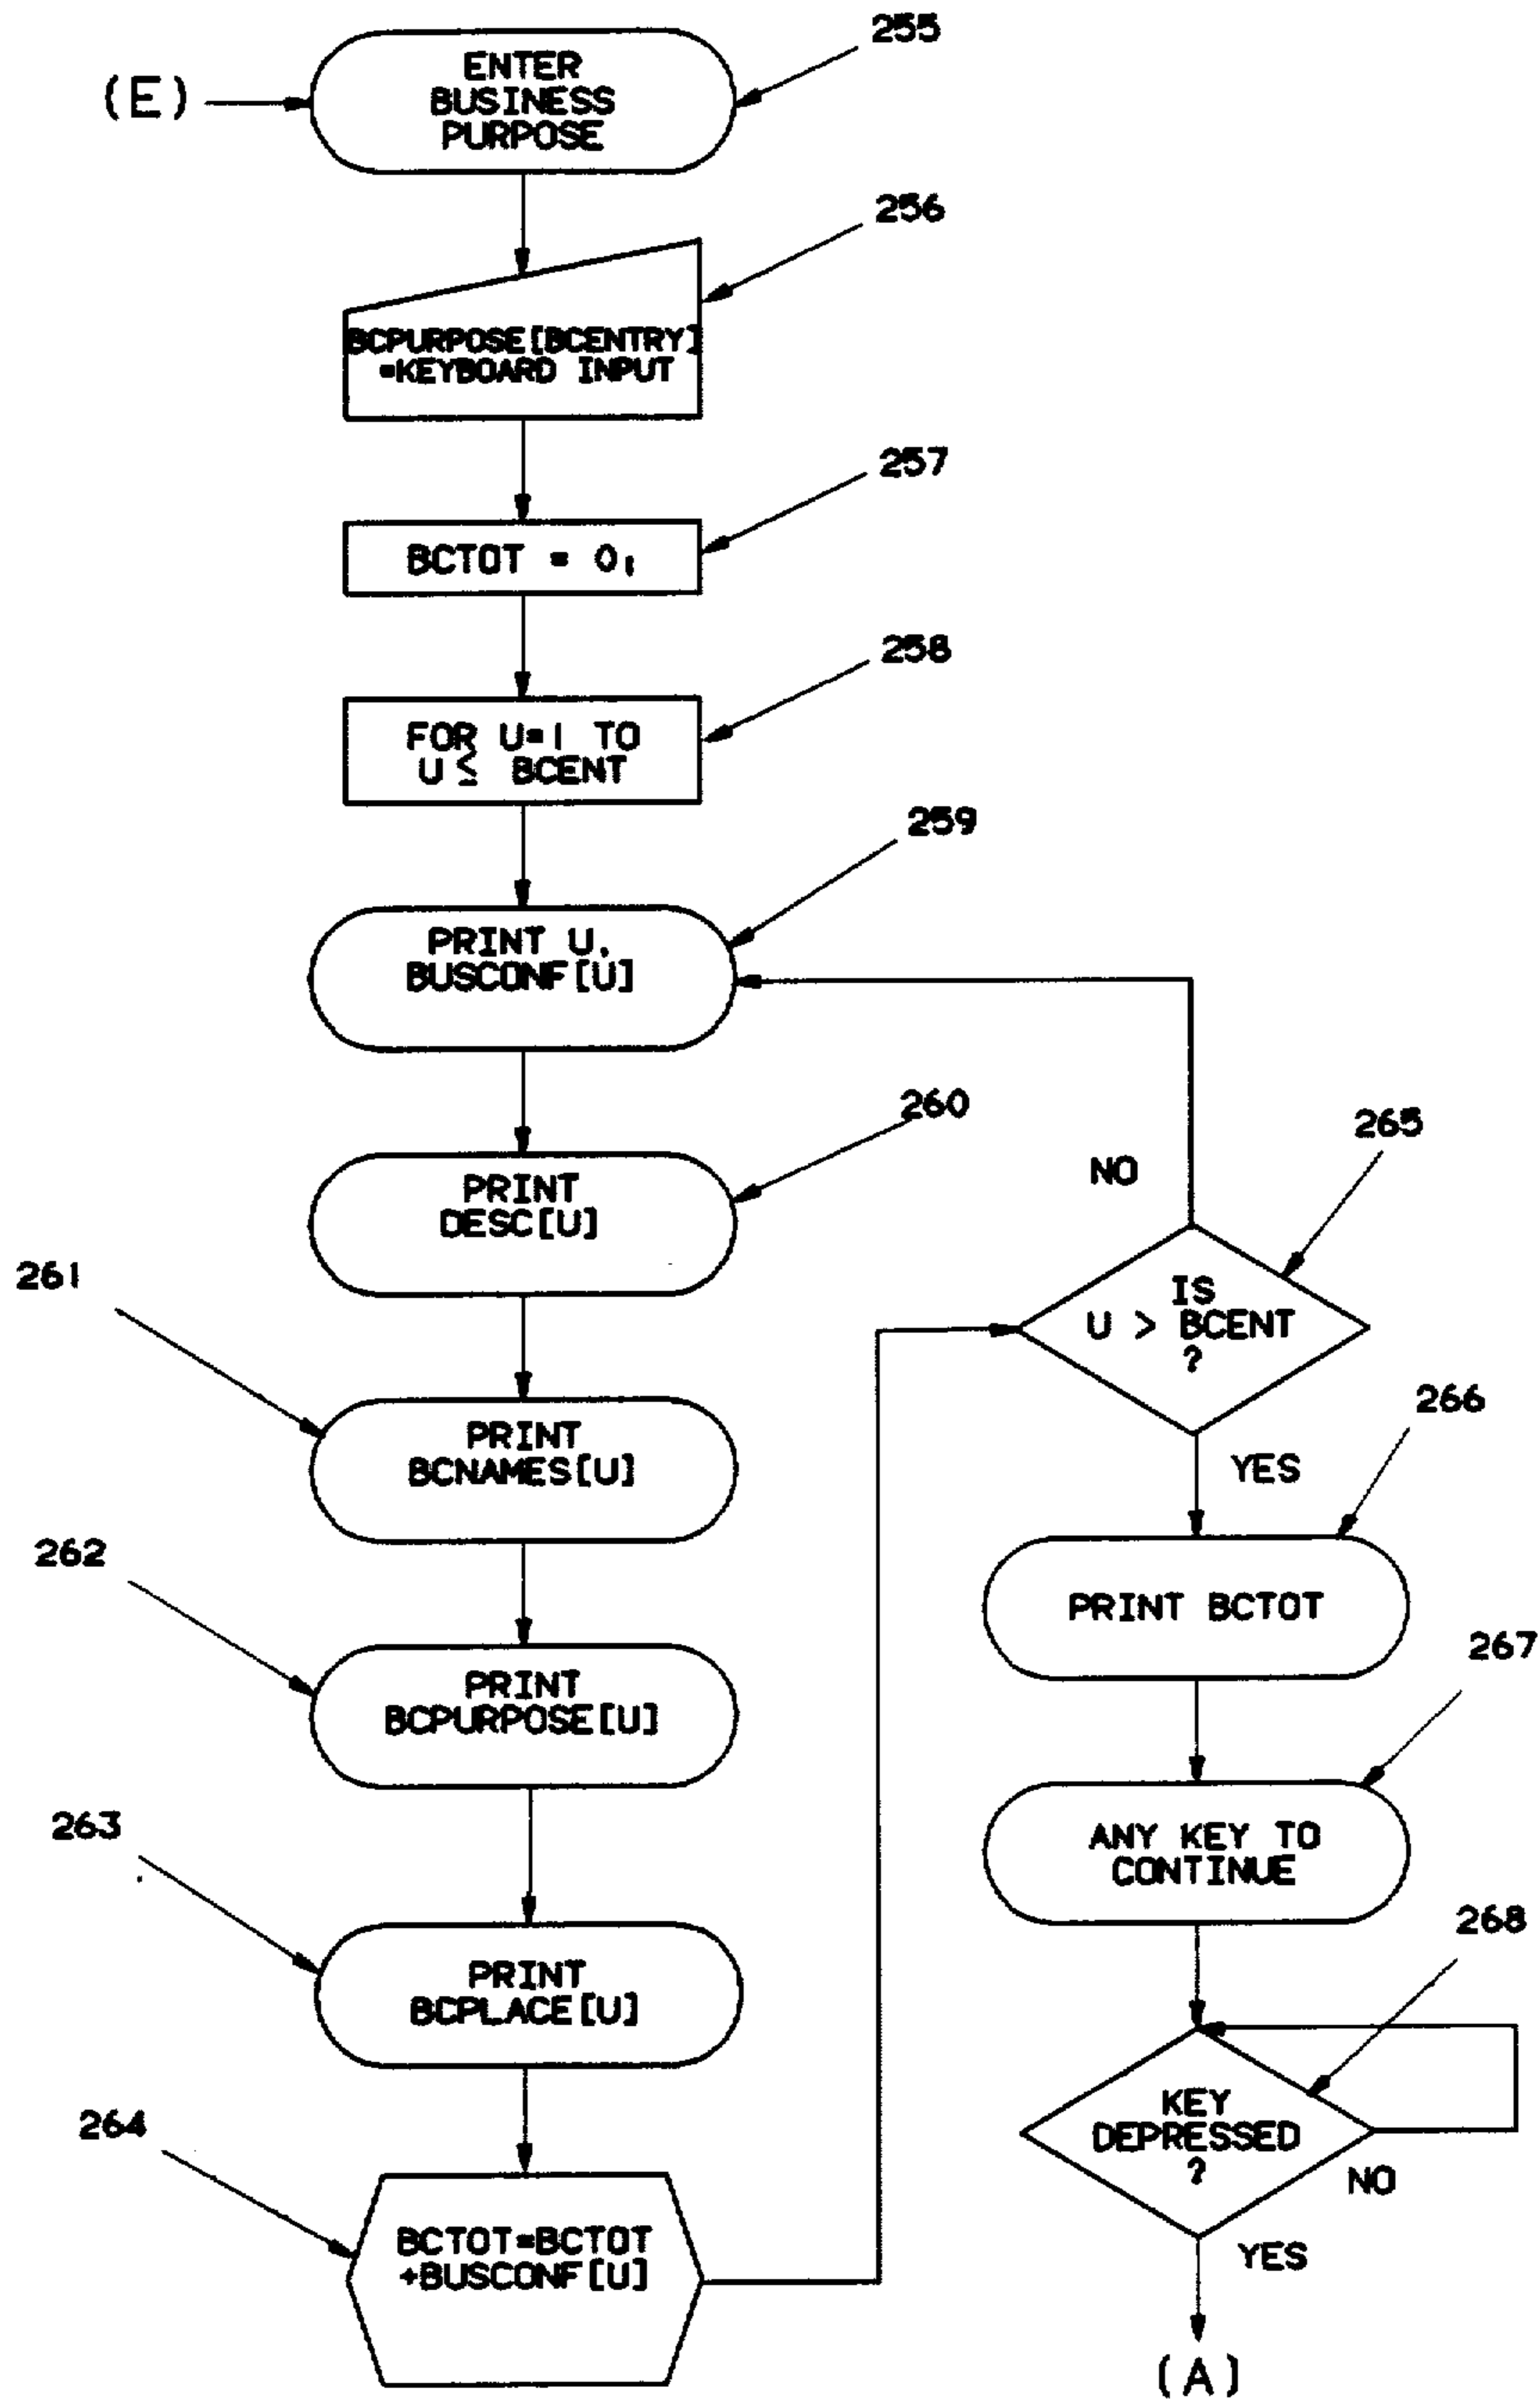 255
(E)
ENTER
BUSINESS
PURPOSE
256
BCPURPOSE[BCENTRY]
=KEYBOARD INPUT
257
BCTOT = 0;
258
FOR U=1 TO
U ≤ BCENT
259
PRINT U.
BUSCONF[U]
260
PRINT
DESC[U]
261
PRINT
BCNAMES[U]
262
PRINT
BCPURPOSE[U]
263
PRINT
BCPLACE[U]
264
BCTOT=BCTOT
+BUSCONF[U]
265
NO
IS
U > BCENT
?
YES
266
PRINT BCTOT
267
ANY KEY TO
CONTINUE
268
KEY
DEPRESSED
?
NO
YES
(A)